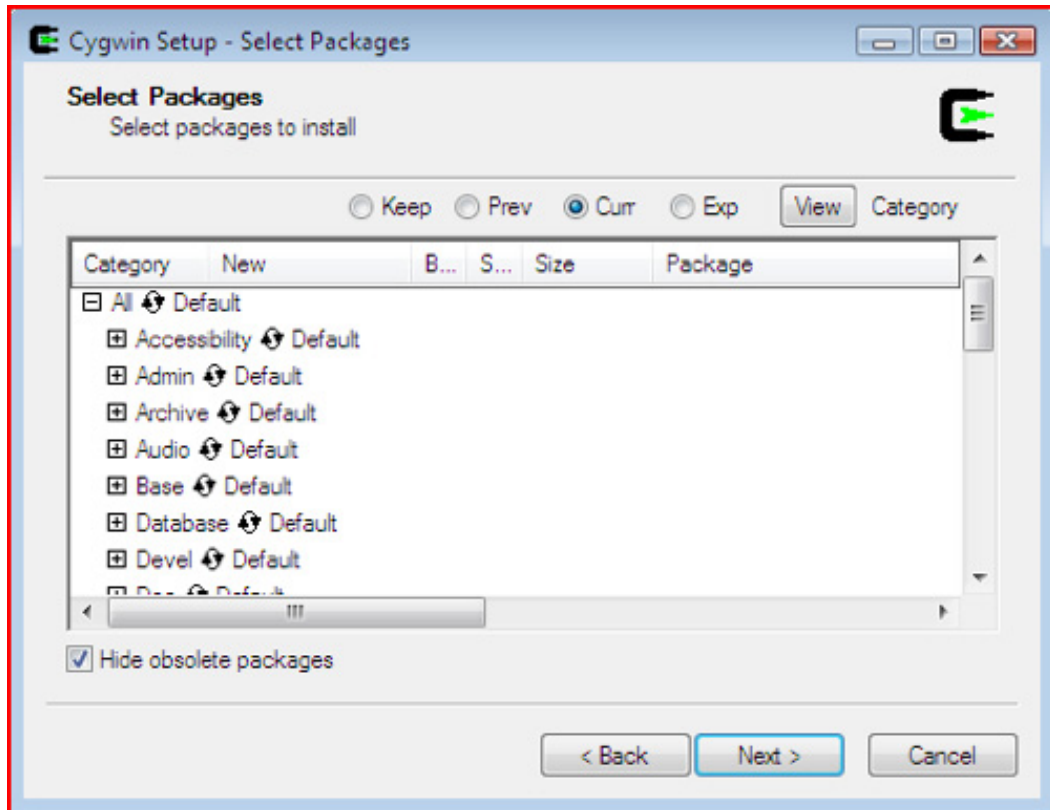 Cygwin Setup - Select Packages
Select Packages
Select packages to install
Keep Prev Curr Exp View Category
Category New B... S... Size Package
All Default
Accessibility Default
Admin Default
Archive Default
Audio Default
Base Default
Database Default
Devel Default
Doc Default
Hide obsolete packages
< Back Next > Cancel